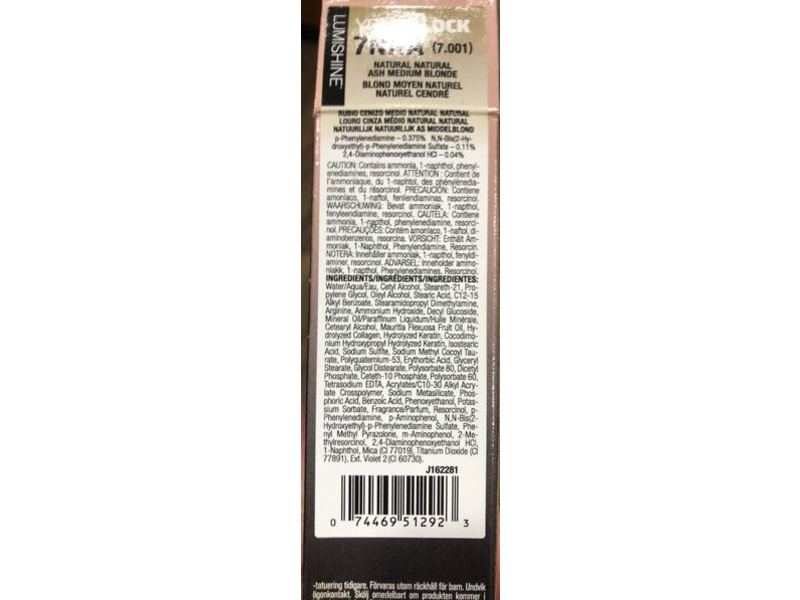 LUMISHINE™
LOCK
(7.001)
NATURAL NATURAL
ASH MEDIUM BLONDE
BLOND MOYEN NATUREL
NATUREL CENDRÉ
RUBIO CENIZO MEDIO NATURAL NATURAL
LOURO CINZA MÉDIO NATURAL NATURAL
NATUURLIJK NATUURLIJK AS MIDDELBLOND
p-Phenylenediamine – 0.375% N,N-Bis(2-Hy-
droxyethyl)-p-Phenylenediamine Sulfate – 0.11%
2,4-Diaminophenoxyethanol HCl – 0.04%
CAUTION: Contains ammonia, 1-naphthol, phenyl-
enediamines, resorcinol. ATTENTION : Contient de
l'ammoniaque, du 1-naphtol, des phénylènedia-
mines et du résorcinol. PRECAUCIÓN: Contiene
amoníaco, 1-naftol, fenilendiaminas, resorcinol.
WAARSCHUWING: Bevat ammoniak, 1-napthol,
fenyleendiamine, resorcinol. CAUTELA: Contiene
ammonia, 1-napthol, phenylenediamine, resorci-
nol. PRECAUÇÕES: Contém amoníaco, 1-naftol, di-
aminobenzenos, resorcina. VORSICHT: Enthält Am-
moniak, 1-Naphthol, Phenylendiamine, Resorcin.
NOTERA: Innehåller ammoniak, 1-napthol, fenyldi-
aminer, resorcinol. ADVARSEL: Inneholder ammo-
niakk, 1-napthol, Phenylenediamines, Resorcinol.
INGREDIENTS/INGRÉDIENTS/INGREDIENTES:
Water/Aqua/Eau, Cetyl Alcohol, Steareth-21, Pro-
pylene Glycol, Oleyl Alcohol, Stearic Acid, C12-15
Alkyl Benzoate, Stearamidopropyl Dimethylamine,
Arginine, Ammonium Hydroxide, Decyl Glucoside,
Mineral Oil/Paraffinum Liquidum/Huile Minérale,
Cetearyl Alcohol, Mauritia Flexuosa Fruit Oil, Hy-
drolyzed Collagen, Hydrolyzed Keratin, Cocodimo-
nium Hydroxypropyl Hydrolyzed Keratin, Isostearic
Acid, Sodium Sulfite, Sodium Methyl Cocoyl Tau-
rate, Polyquaternium-53, Erythorbic Acid, Glyceryl
Stearate, Glycol Distearate, Polysorbate 80, Dicetyl
Phosphate, Ceteth-10 Phosphate, Polysorbate 60,
Tetrasodium EDTA, Acrylates/C10-30 Alkyl Acry-
late Crosspolymer, Sodium Metasilicate, Phos-
phoric Acid, Benzoic Acid, Phenoxyethanol, Potas-
sium Sorbate, Fragrance/Parfum, Resorcinol, p-
Phenylenediamine, p-Aminophenol, N,N-Bis(2-
Hydroxyethyl)-p-Phenylenediamine Sulfate, Phe-
nyl Methyl Pyrazolone, m-Aminophenol, 2-Me-
thylresorcinol, 2,4-Diaminophenoxyethanol HCl,
1-Naphthol, Mica (CI 77019), Titanium Dioxide (CI
77891), Ext. Violet 2 (CI 60730).
J162281
0 74469 51292 3
-tatuering tidigare. Förvaras utom räckhåll för barn. Undvik
ögonkontakt. Skölj omedelbart om produkten kommer i